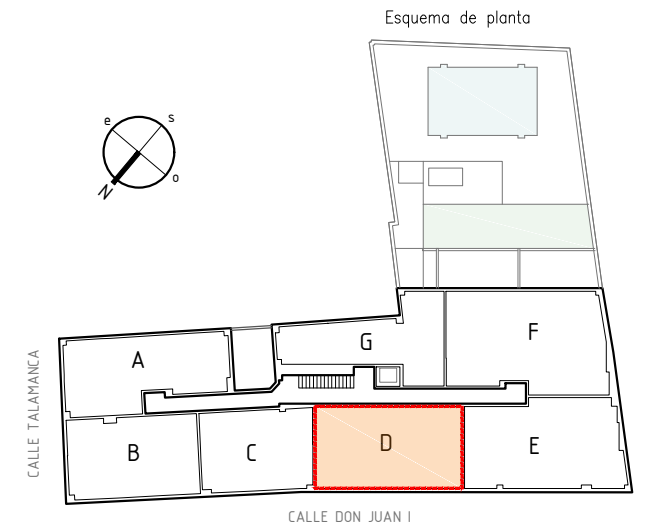 Esquema de planta
e
s
N
o
CALLE TALAMANCA
A
G
F
B
C
D
E
CALLE DON JUAN I